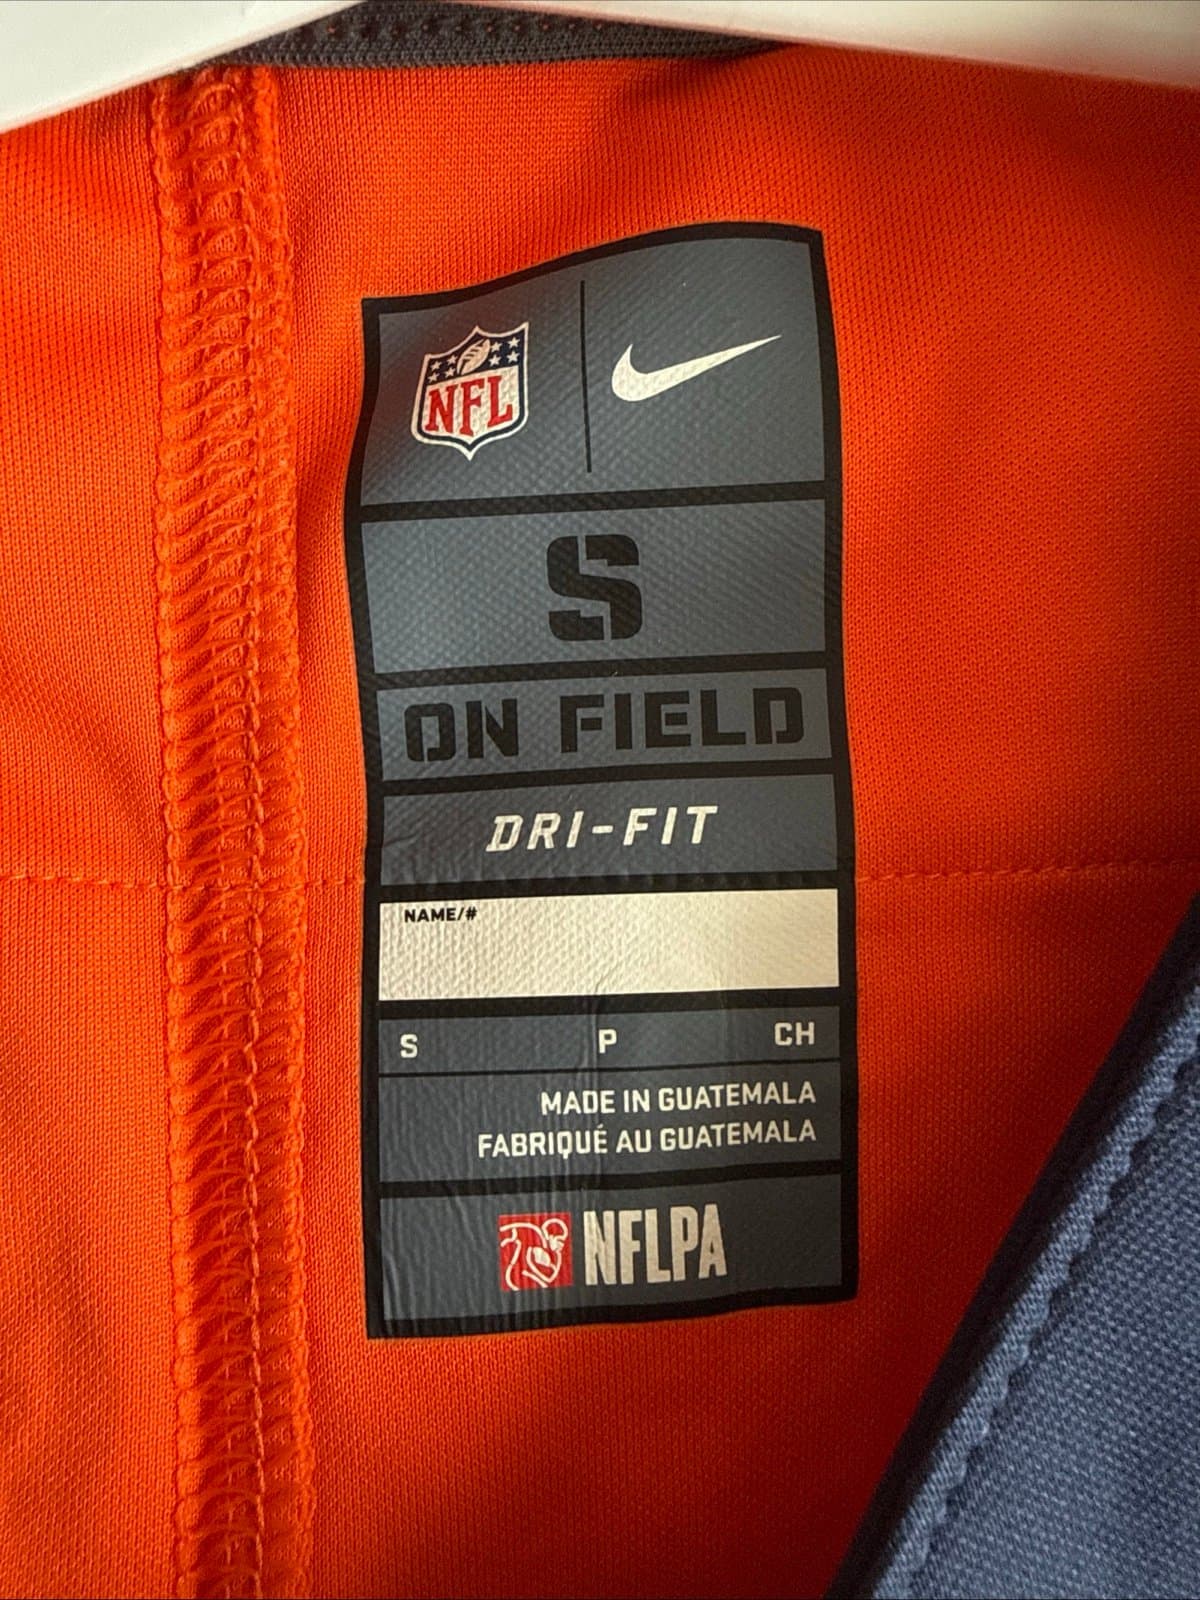 NFL
S
ON FIELD
DRI-FIT
NAME/#
S P CH
MADE IN GUATEMALA
FABRIQUÉ AU GUATEMALA
NFLPA